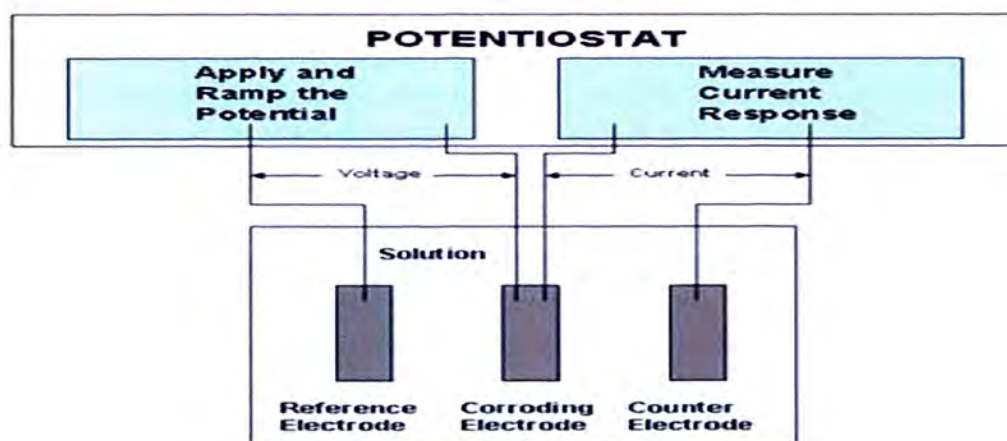 POTENTIOSTAT
Apply and
Ramp the
Potential
Measure
Current
Response
Voltage
Current
Solution
Reference
Electrode
Corroding
Electrode
Counter
Electrode